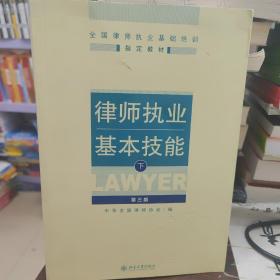 全国律师执业基础培训
指定教材
律师执业
基本技能
下
LAWYER
第三版
中华全国律师协会 编
北京大学出版社